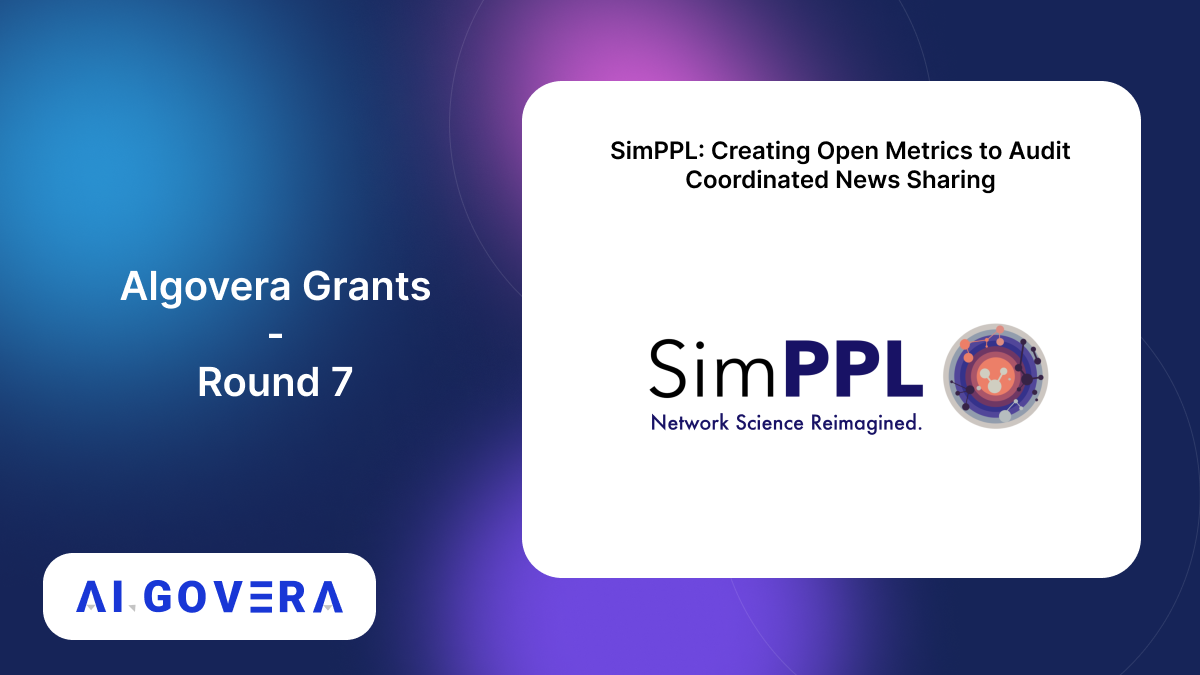 Algovera Grants
-
Round 7
SimPPL: Creating Open Metrics to Audit
Coordinated News Sharing
SimPPL
Network Science Reimagined.
ALGOVERA